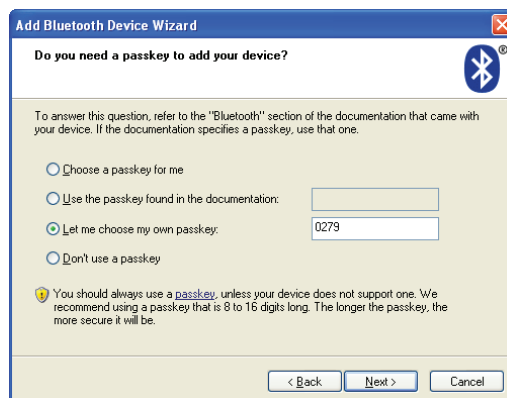 Add Bluetooth Device Wizard
Do you need a passkey to add your device?
®
To answer this question, refer to the "Bluetooth" section of the documentation that came with
your device. If the documentation specifies a passkey, use that one.
Choose a passkey for me
Use the passkey found in the documentation:
Let me choose my own passkey: 0279
Don't use a passkey
You should always use a passkey, unless your device does not support one. We
recommend using a passkey that is 8 to 16 digits long. The longer the passkey, the
more secure it will be.
< Back Next > Cancel